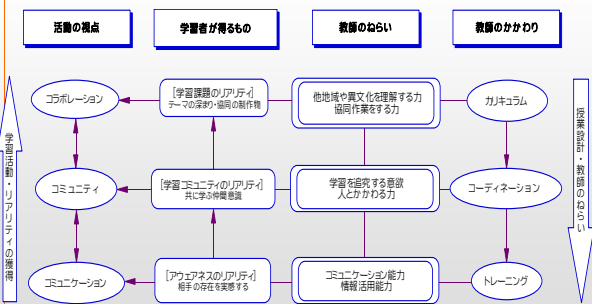 活動の視点
学習者が得るもの
教師のねらい
教師のかかわり
コラボレーション
[学習課題のリアリティ]
テーマの深まり・協同の制作物
他地域や異文化を理解する力
協同作業をする力
カリキュラム
コミュニティ
[学習コミュニティのリアリティ]
共に学ぶ仲間意識
学習を追究する意欲
人とかかわる力
コーディネーション
コミュニケーション
[アウェアネスのリアリティ]
相手の存在を実感する
コミュニケーション能力
情報活用能力
トレーニング
学習活動・リアリティの獲得
授業設計・教師のねらい